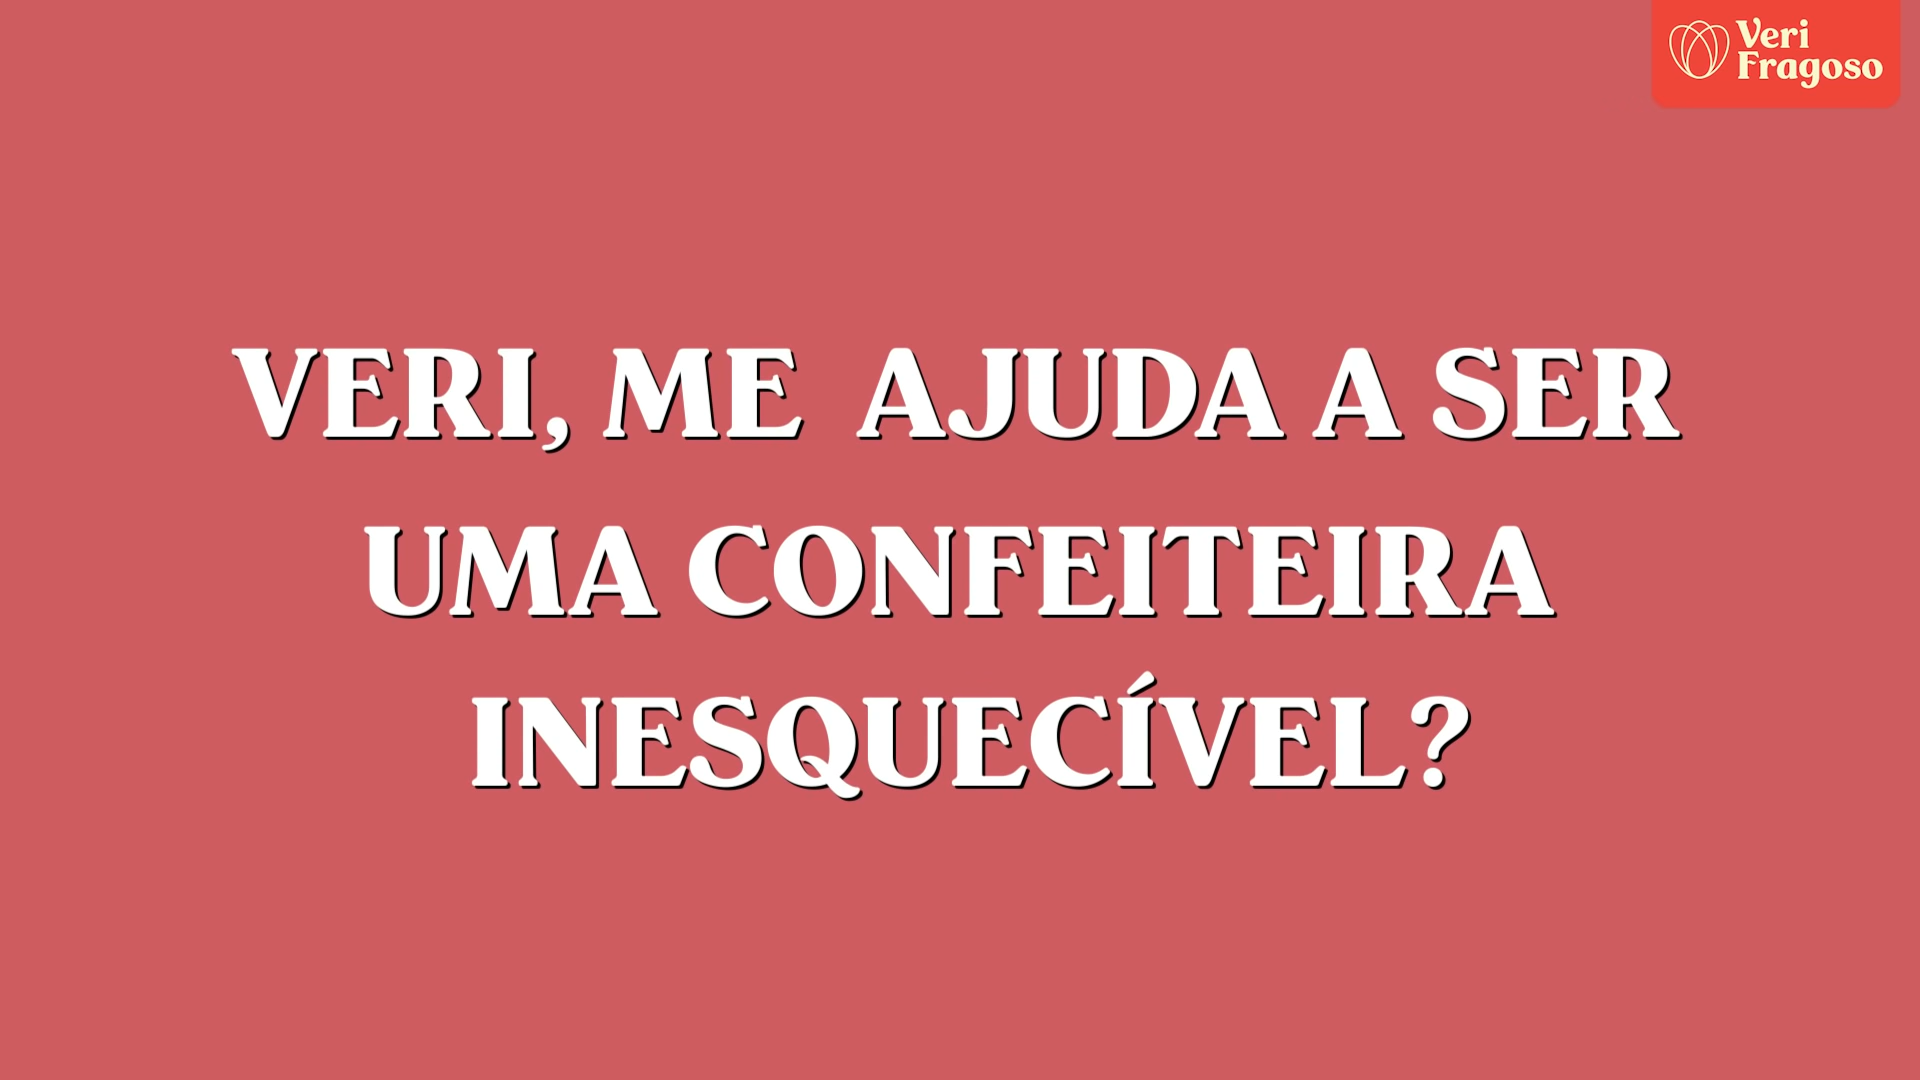 Veri
Fragoso
VERI, ME AJUDA A SER
UMA CONFEITEIRA
INESQUECÍVEL?